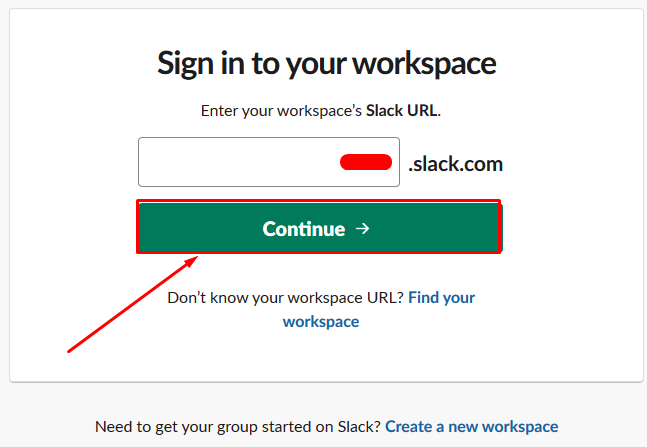 Sign in to your workspace
Enter your workspace’s Slack URL.
.slack.com
Continue →
Don’t know your workspace URL? Find your
workspace
Need to get your group started on Slack? Create a new workspace